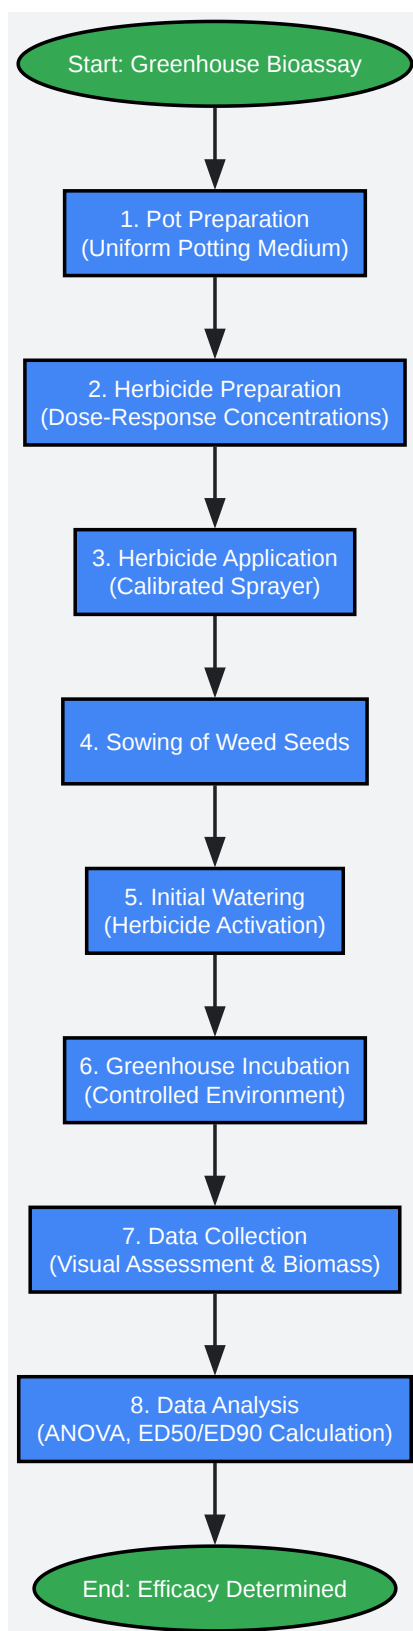 Start: Greenhouse Bioassay
1. Pot Preparation
(Uniform Potting Medium)
2. Herbicide Preparation
(Dose-Response Concentrations)
3. Herbicide Application
(Calibrated Sprayer)
4. Sowing of Weed Seeds
5. Initial Watering
(Herbicide Activation)
6. Greenhouse Incubation
(Controlled Environment)
7. Data Collection
(Visual Assessment & Biomass)
8. Data Analysis
(ANOVA, ED50/ED90 Calculation)
End: Efficacy Determined